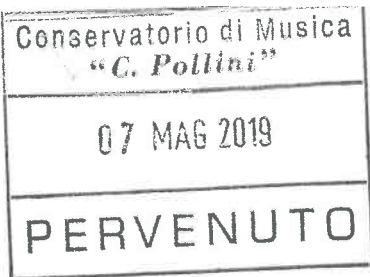 Conservatorio di Musica
“C. Pollini”
07 MAG 2019
PERVENUTO